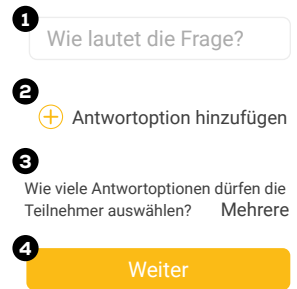 1
Wie lautet die Frage?
2
Antwortoption hinzufügen
3
Wie viele Antwortoptionen dürfen die
Teilnehmer auswählen? Mehrere
4
Weiter